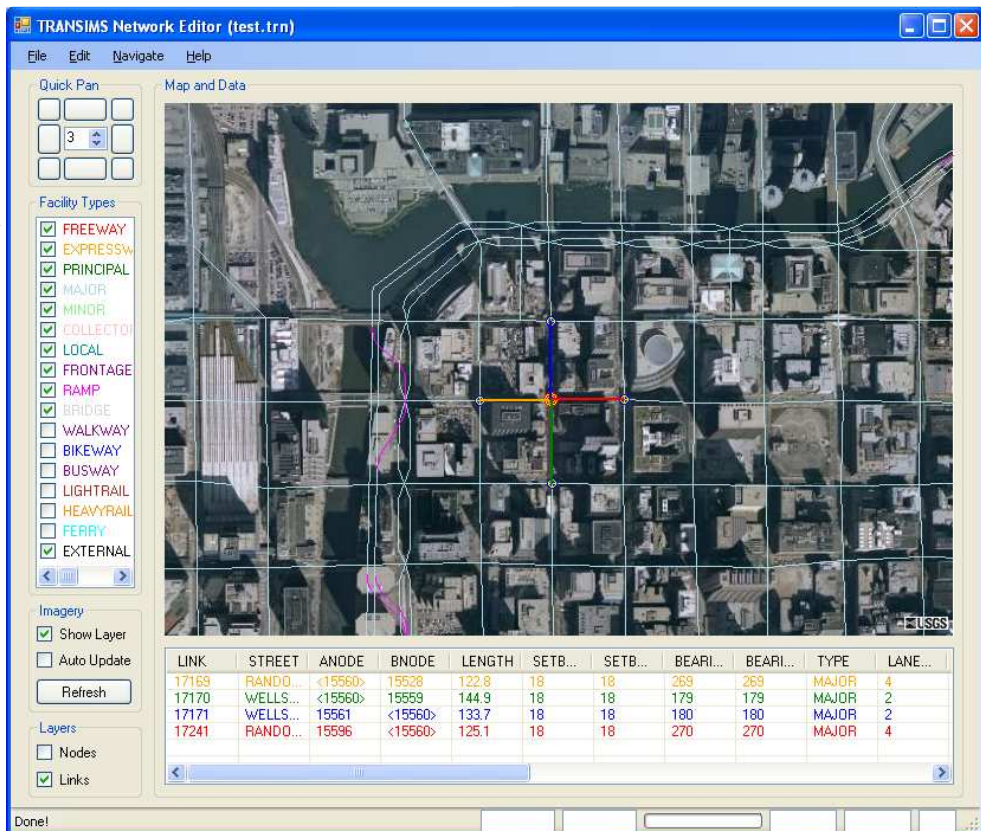 TRANSIMS Network Editor (test.trn)
File Edit Navigate Help
Quick Pan
3
Facility Types
FREEWAY
EXPRESSW
PRINCIPAL
MAJOR
MINOR
COLLECTOR
LOCAL
FRONTAGE
RAMP
BRIDGE
WALKWAY
BIKEWAY
BUSWAY
LIGHTRAIL
HEAVYRAIL
FERRY
EXTERNAL
Imagery
Show Layer
Auto Update
Refresh
Layers
Nodes
Links
Map and Data
USGS
LINK STREET ANODE BNODE LENGTH SETB... SETB... BEARI... BEARI... TYPE LANE...
17169 RANDO... <15560> 15528 122.8 18 18 269 269 MAJOR 4
17170 WELLS... <15560> 15559 144.9 18 18 179 179 MAJOR 2
17171 WELLS... 15561 <15560> 133.7 18 18 180 180 MAJOR 2
17241 RANDO... 15596 <15560> 125.1 18 18 270 270 MAJOR 4
Done!